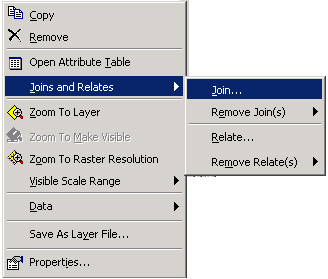 Copy
Remove
Open Attribute Table
Joins and Relates
Join...
Remove Join(s)
Relate...
Remove Relate(s)
Zoom To Layer
Zoom To Make Visible
Zoom To Raster Resolution
Visible Scale Range
Data
Save As Layer File...
Properties...